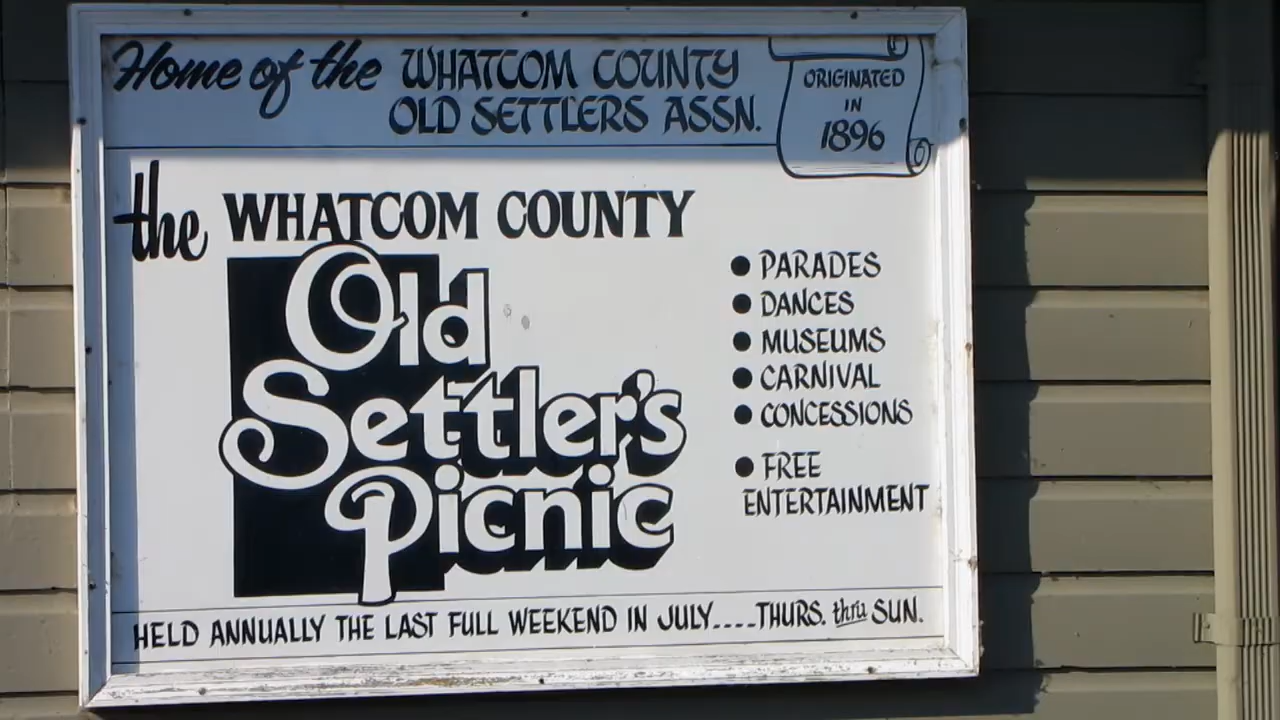 Home of the WHATCOM COUNTY
OLD SETTLERS ASSN.
ORIGINATED
IN
1896
the WHATCOM COUNTY
Old
Settler's
Picnic
● PARADES
● DANCES
● MUSEUMS
● CARNIVAL
● CONCESSIONS
● FREE
ENTERTAINMENT
HELD ANNUALLY THE LAST FULL WEEKEND IN JULY....THURS. thru SUN.